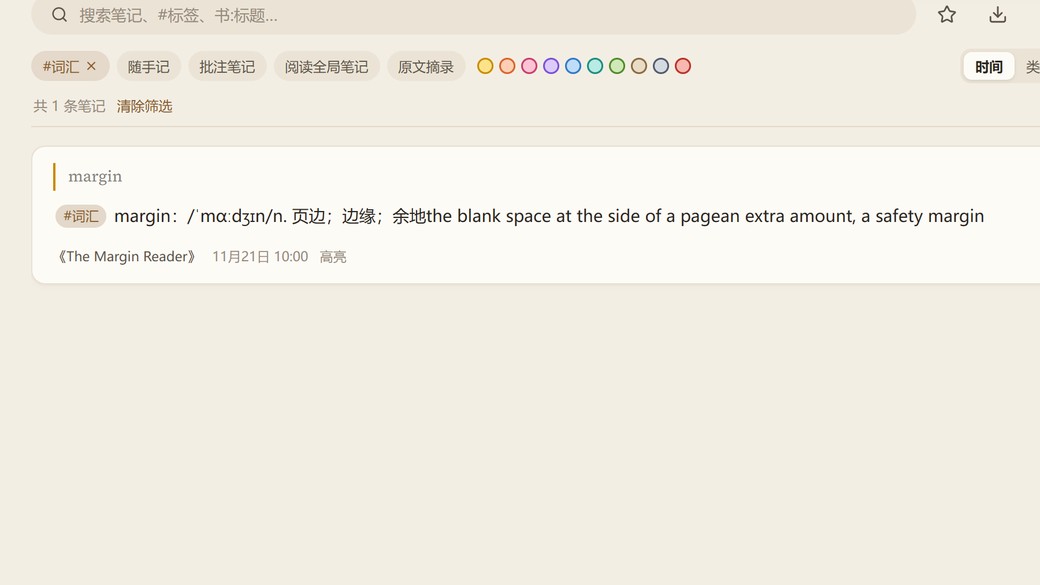 搜索笔记、#标签、书:标题...
#词汇 × 随手记 批注笔记 阅读全局笔记 原文摘录 时间 类
共 1 条笔记 清除筛选
margin
#词汇 margin：/ˈmɑːdʒɪn/n. 页边；边缘；余地the blank space at the side of a pagean extra amount, a safety margin
《The Margin Reader》 11月21日 10:00 高亮